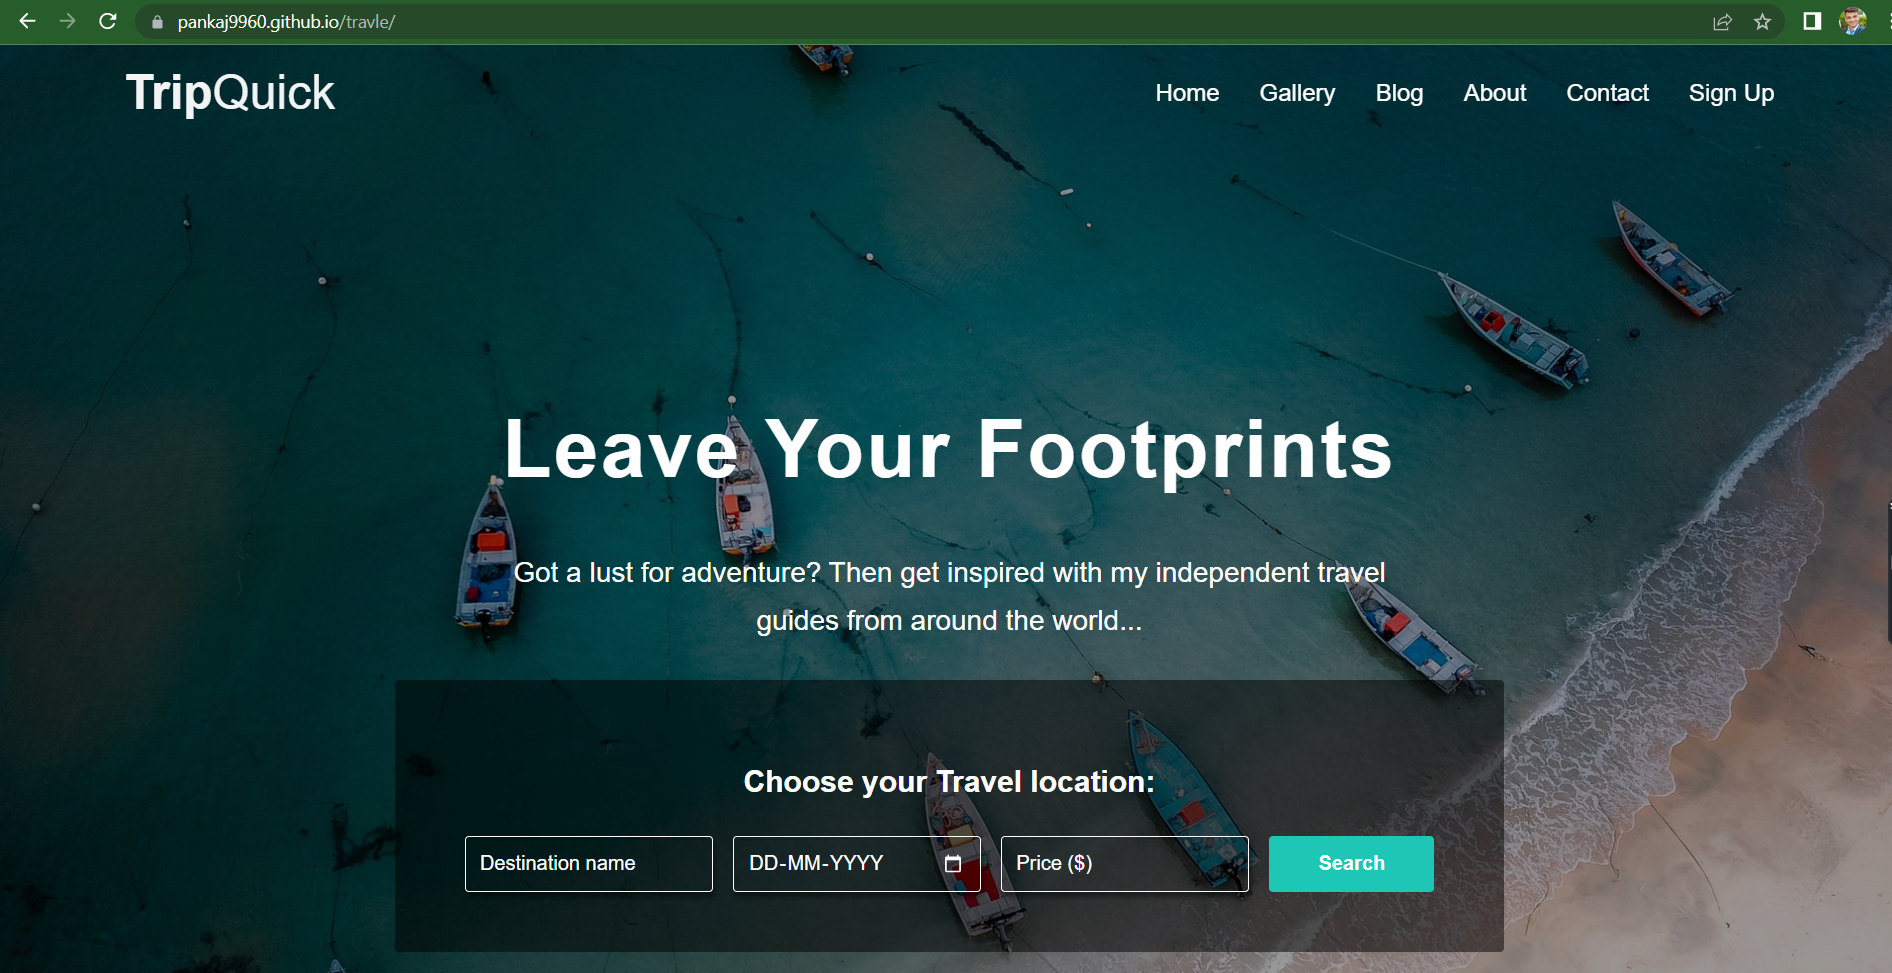 pankaj9960.github.io/travle/
TripQuick
Home Gallery Blog About Contact Sign Up
Leave Your Footprints
Got a lust for adventure? Then get inspired with my independent travel
guides from around the world...
Choose your Travel location:
Destination name DD-MM-YYYY Price ($) Search